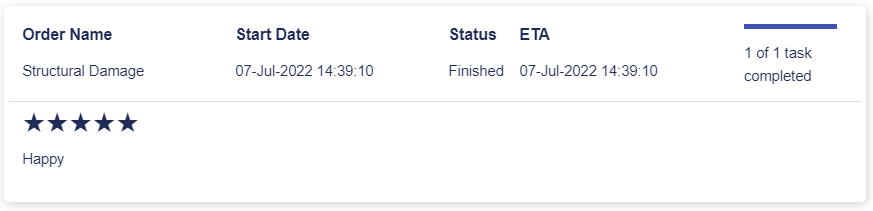 Order Name Start Date Status ETA
Structural Damage 07-Jul-2022 14:39:10 Finished 07-Jul-2022 14:39:10
1 of 1 task
completed
★★★★★
Happy